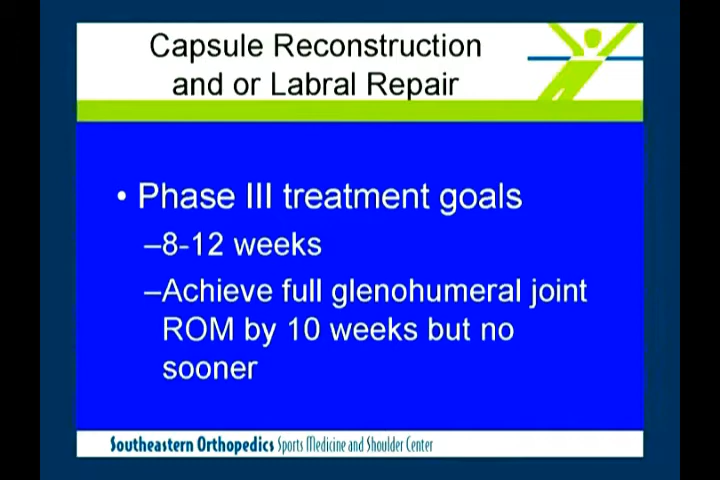 Capsule Reconstruction
and or Labral Repair
• Phase III treatment goals
–8-12 weeks
–Achieve full glenohumeral joint
ROM by 10 weeks but no
sooner
Southeastern Orthopedics Sports Medicine and Shoulder Center